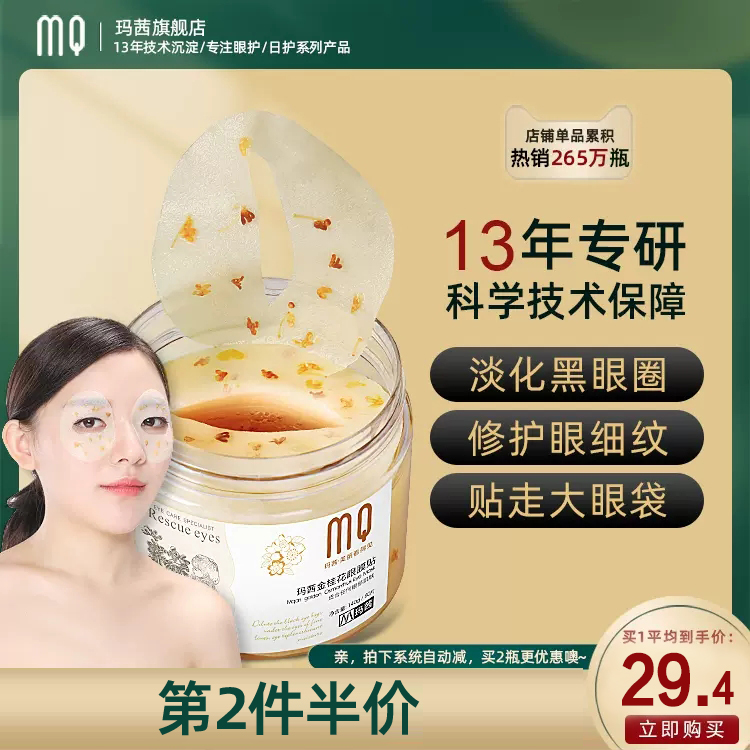 MQ
玛茜旗舰店
13年技术沉淀/专注眼护/日护系列产品
店铺单品累积
热销265万瓶
13年专研
科学技术保障
淡化黑眼圈
修护眼细纹
贴走大眼袋
EYE CARE SPECIALIST
Rescue eyes
MQ
玛茜金桂花眼膜贴
亲，拍下系统自动减，买2瓶更优惠噢~
第2件半价
买1平均到手价：
29.4
立即购买